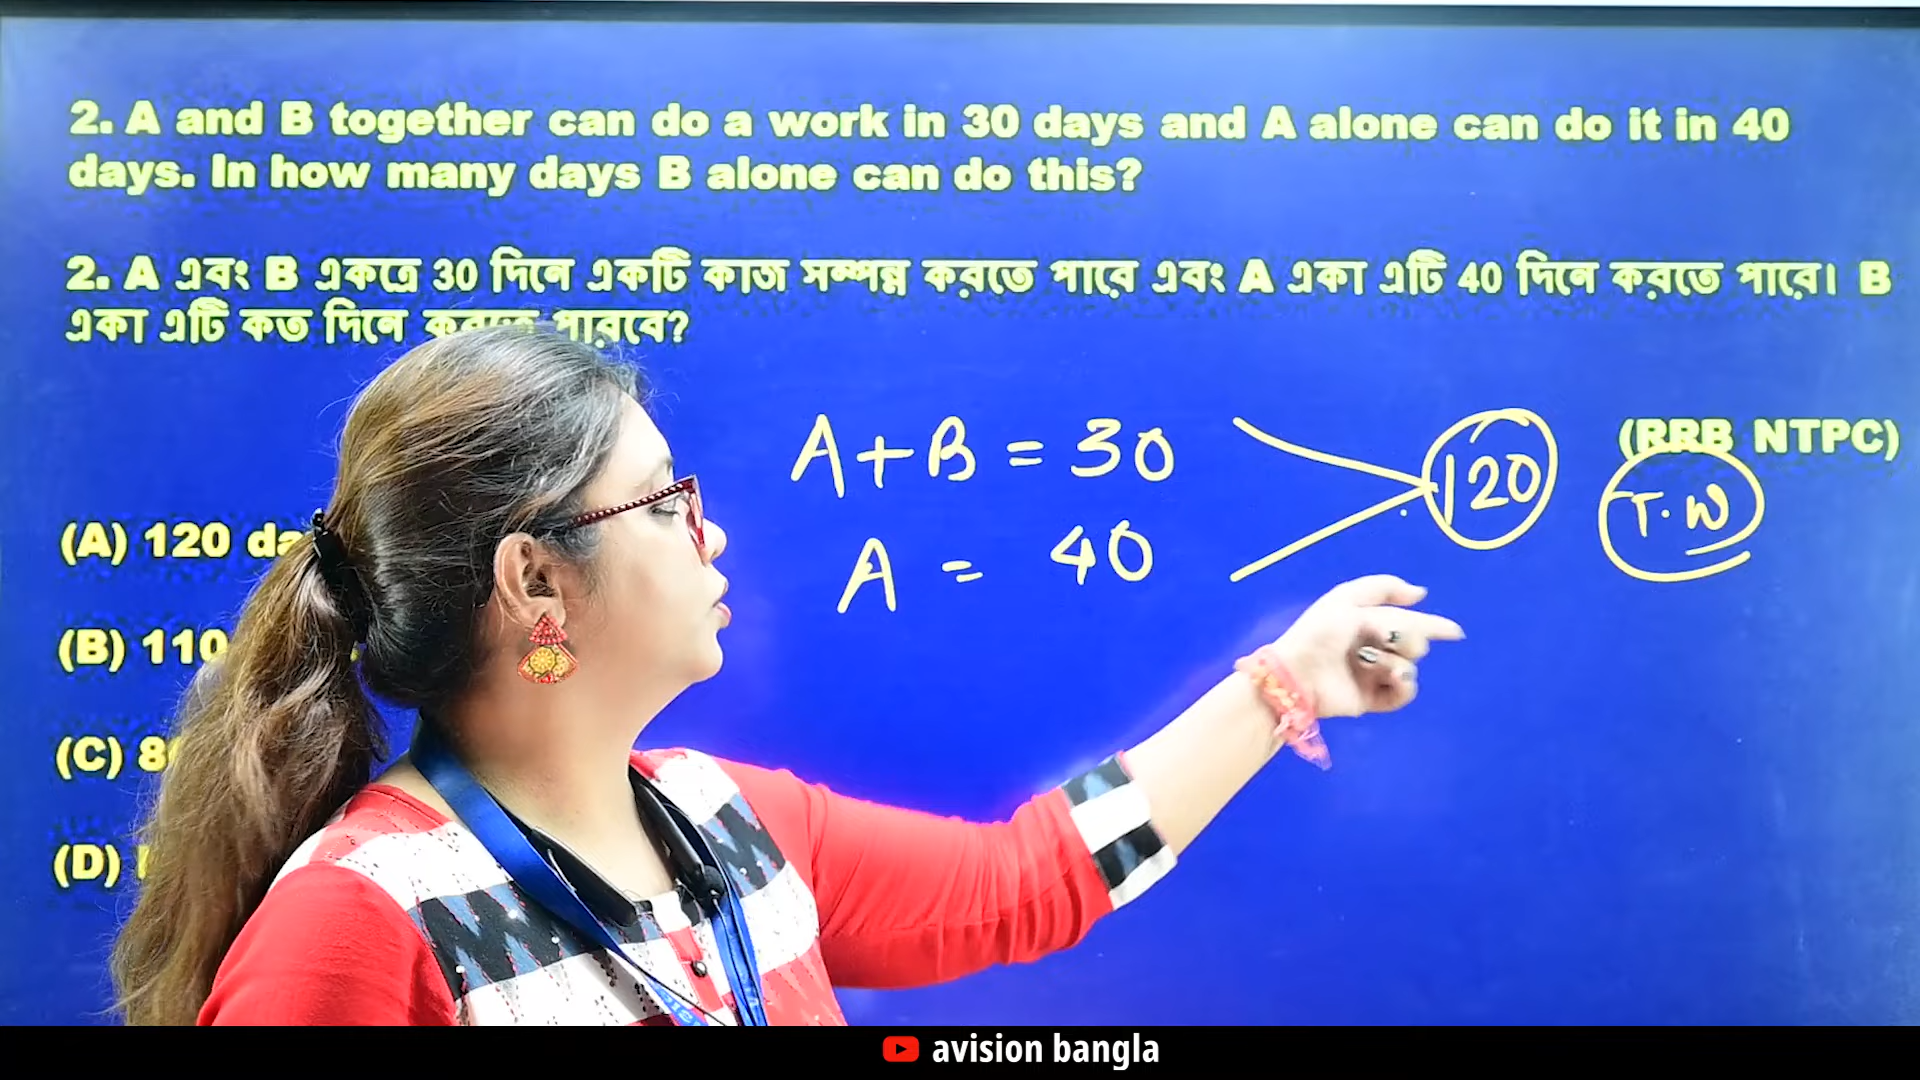 2. A and B together can do a work in 30 days and A alone can do it in 40
days. In how many days B alone can do this?
2. A এবং B একত্রে 30 দিনে একটি কাজ সম্পন্ন করতে পারে এবং A একা এটি 40 দিনে করতে পারে। B
একা এটি কত দিনে করতে পারবে?
(RRB NTPC)
A+B = 30
120
T.W
A = 40
(A) 120
(B) 110
(C)
(D)
avision bangla